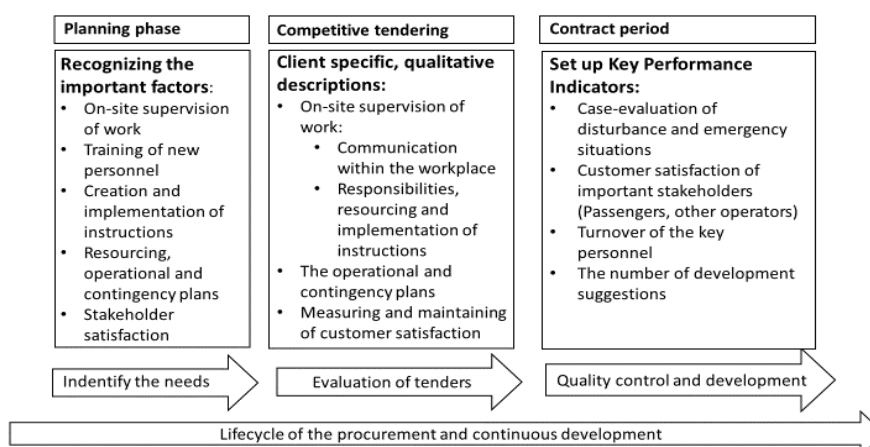 Planning phase
Recognizing the
important factors:
• On-site supervision
of work
• Training of new
personnel
• Creation and
implementation of
instructions
• Resourcing,
operational and
contingency plans
• Stakeholder
satisfaction
Indentify the needs
Competitive tendering
Client specific, qualitative
descriptions:
• On-site supervision of
work:
• Communication
within the workplace
• Responsibilities,
resourcing and
implementation of
instructions
• The operational and
contingency plans
• Measuring and maintaining
of customer satisfaction
Evaluation of tenders
Contract period
Set up Key Performance
Indicators:
• Case-evaluation of
disturbance and emergency
situations
• Customer satisfaction of
important stakeholders
(Passengers, other operators)
• Turnover of the key
personnel
• The number of development
suggestions
Quality control and development
Lifecycle of the procurement and continuous development